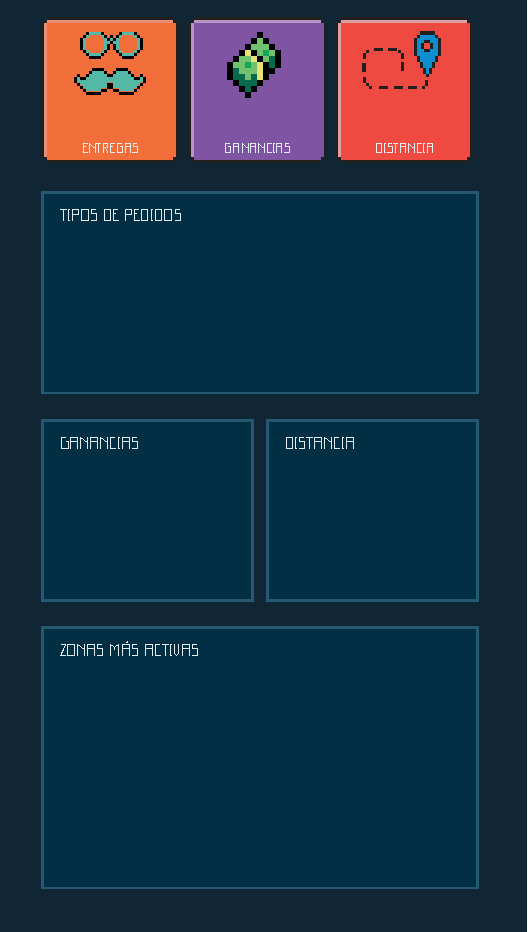 ENTREGAS
GANANCIAS
DISTANCIA
TIPOS DE PEDIDOS
GANANCIAS
DISTANCIA
ZONAS MÁS ACTIVAS